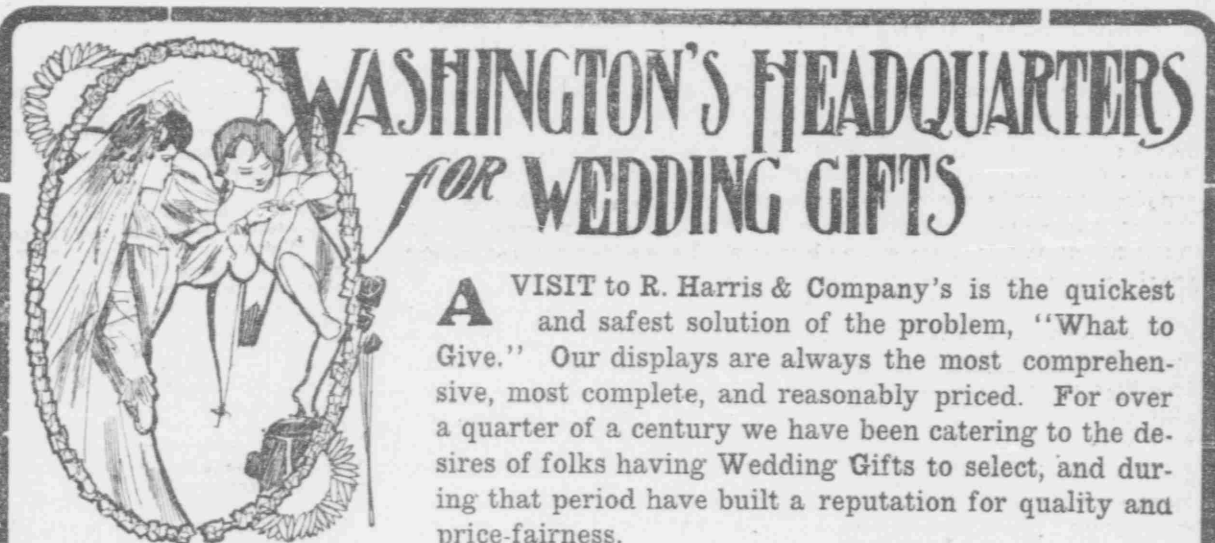 WASHINGTON'S HEADQUARTERS
for WEDDING GIFTS
A VISIT to R. Harris & Company's is the quickest
and safest solution of the problem, "What to
Give." Our displays are always the most comprehen-
sive, most complete, and reasonably priced. For over
a quarter of a century we have been catering to the de-
sires of folks having Wedding Gifts to select, and dur-
ing that period have built a reputation for quality and
price-fairness.